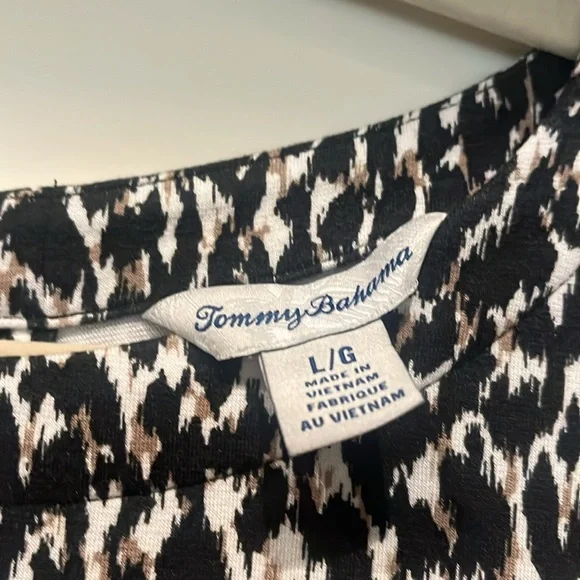 Tommy Bahama
L/G
MADE IN
VIETNAM
FABRIQUE
AU VIETNAM